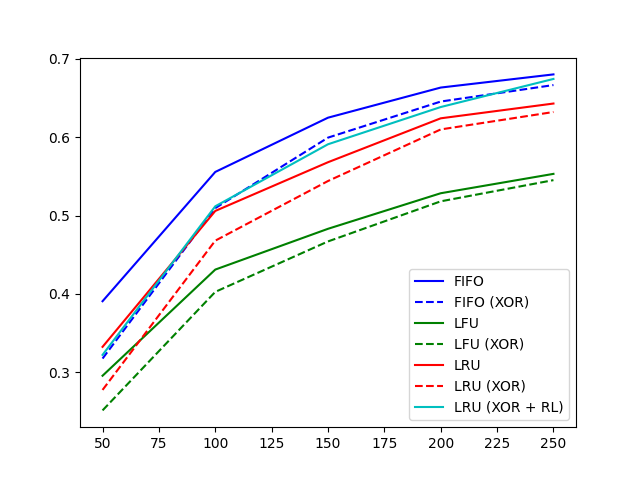 0.7
0.6
0.5
0.4
0.3
50 75 100 125 150 175 200 225 250
FIFO
FIFO (XOR)
LFU
LFU (XOR)
LRU
LRU (XOR)
LRU (XOR + RL)